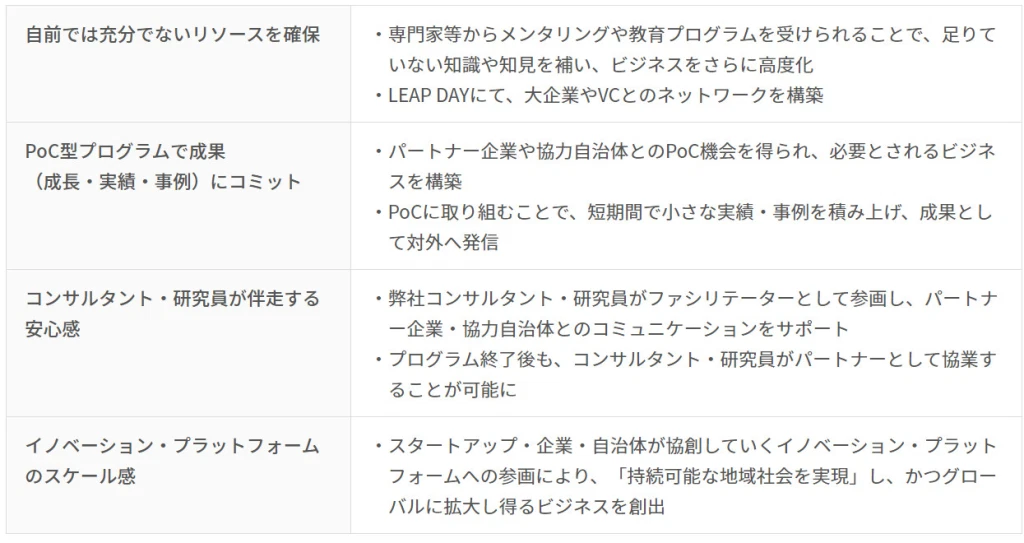 自前では充分でないリソースを確保
・専門家等からメンタリングや教育プログラムを受けられることで、足りて
いない知識や知見を補い、ビジネスをさらに高度化
・LEAP DAYにて、大企業やVCとのネットワークを構築
PoC型プログラムで成果
（成長・実績・事例）にコミット
・パートナー企業や協力自治体とのPoC機会を得られ、必要とされるビジネ
スを構築
・PoCに取り組むことで、短期間で小さな実績・事例を積み上げ、成果とし
て対外へ発信
コンサルタント・研究員が伴走する
安心感
・弊社コンサルタント・研究員がファシリテーターとして参画し、パートナ
ー企業・協力自治体とのコミュニケーションをサポート
・プログラム終了後も、コンサルタント・研究員がパートナーとして協業す
ることが可能に
イノベーション・プラットフォーム
のスケール感
・スタートアップ・企業・自治体が協創していくイノベーション・プラット
フォームへの参画により、「持続可能な地域社会を実現」し、かつグロー
バルに拡大し得るビジネスを創出